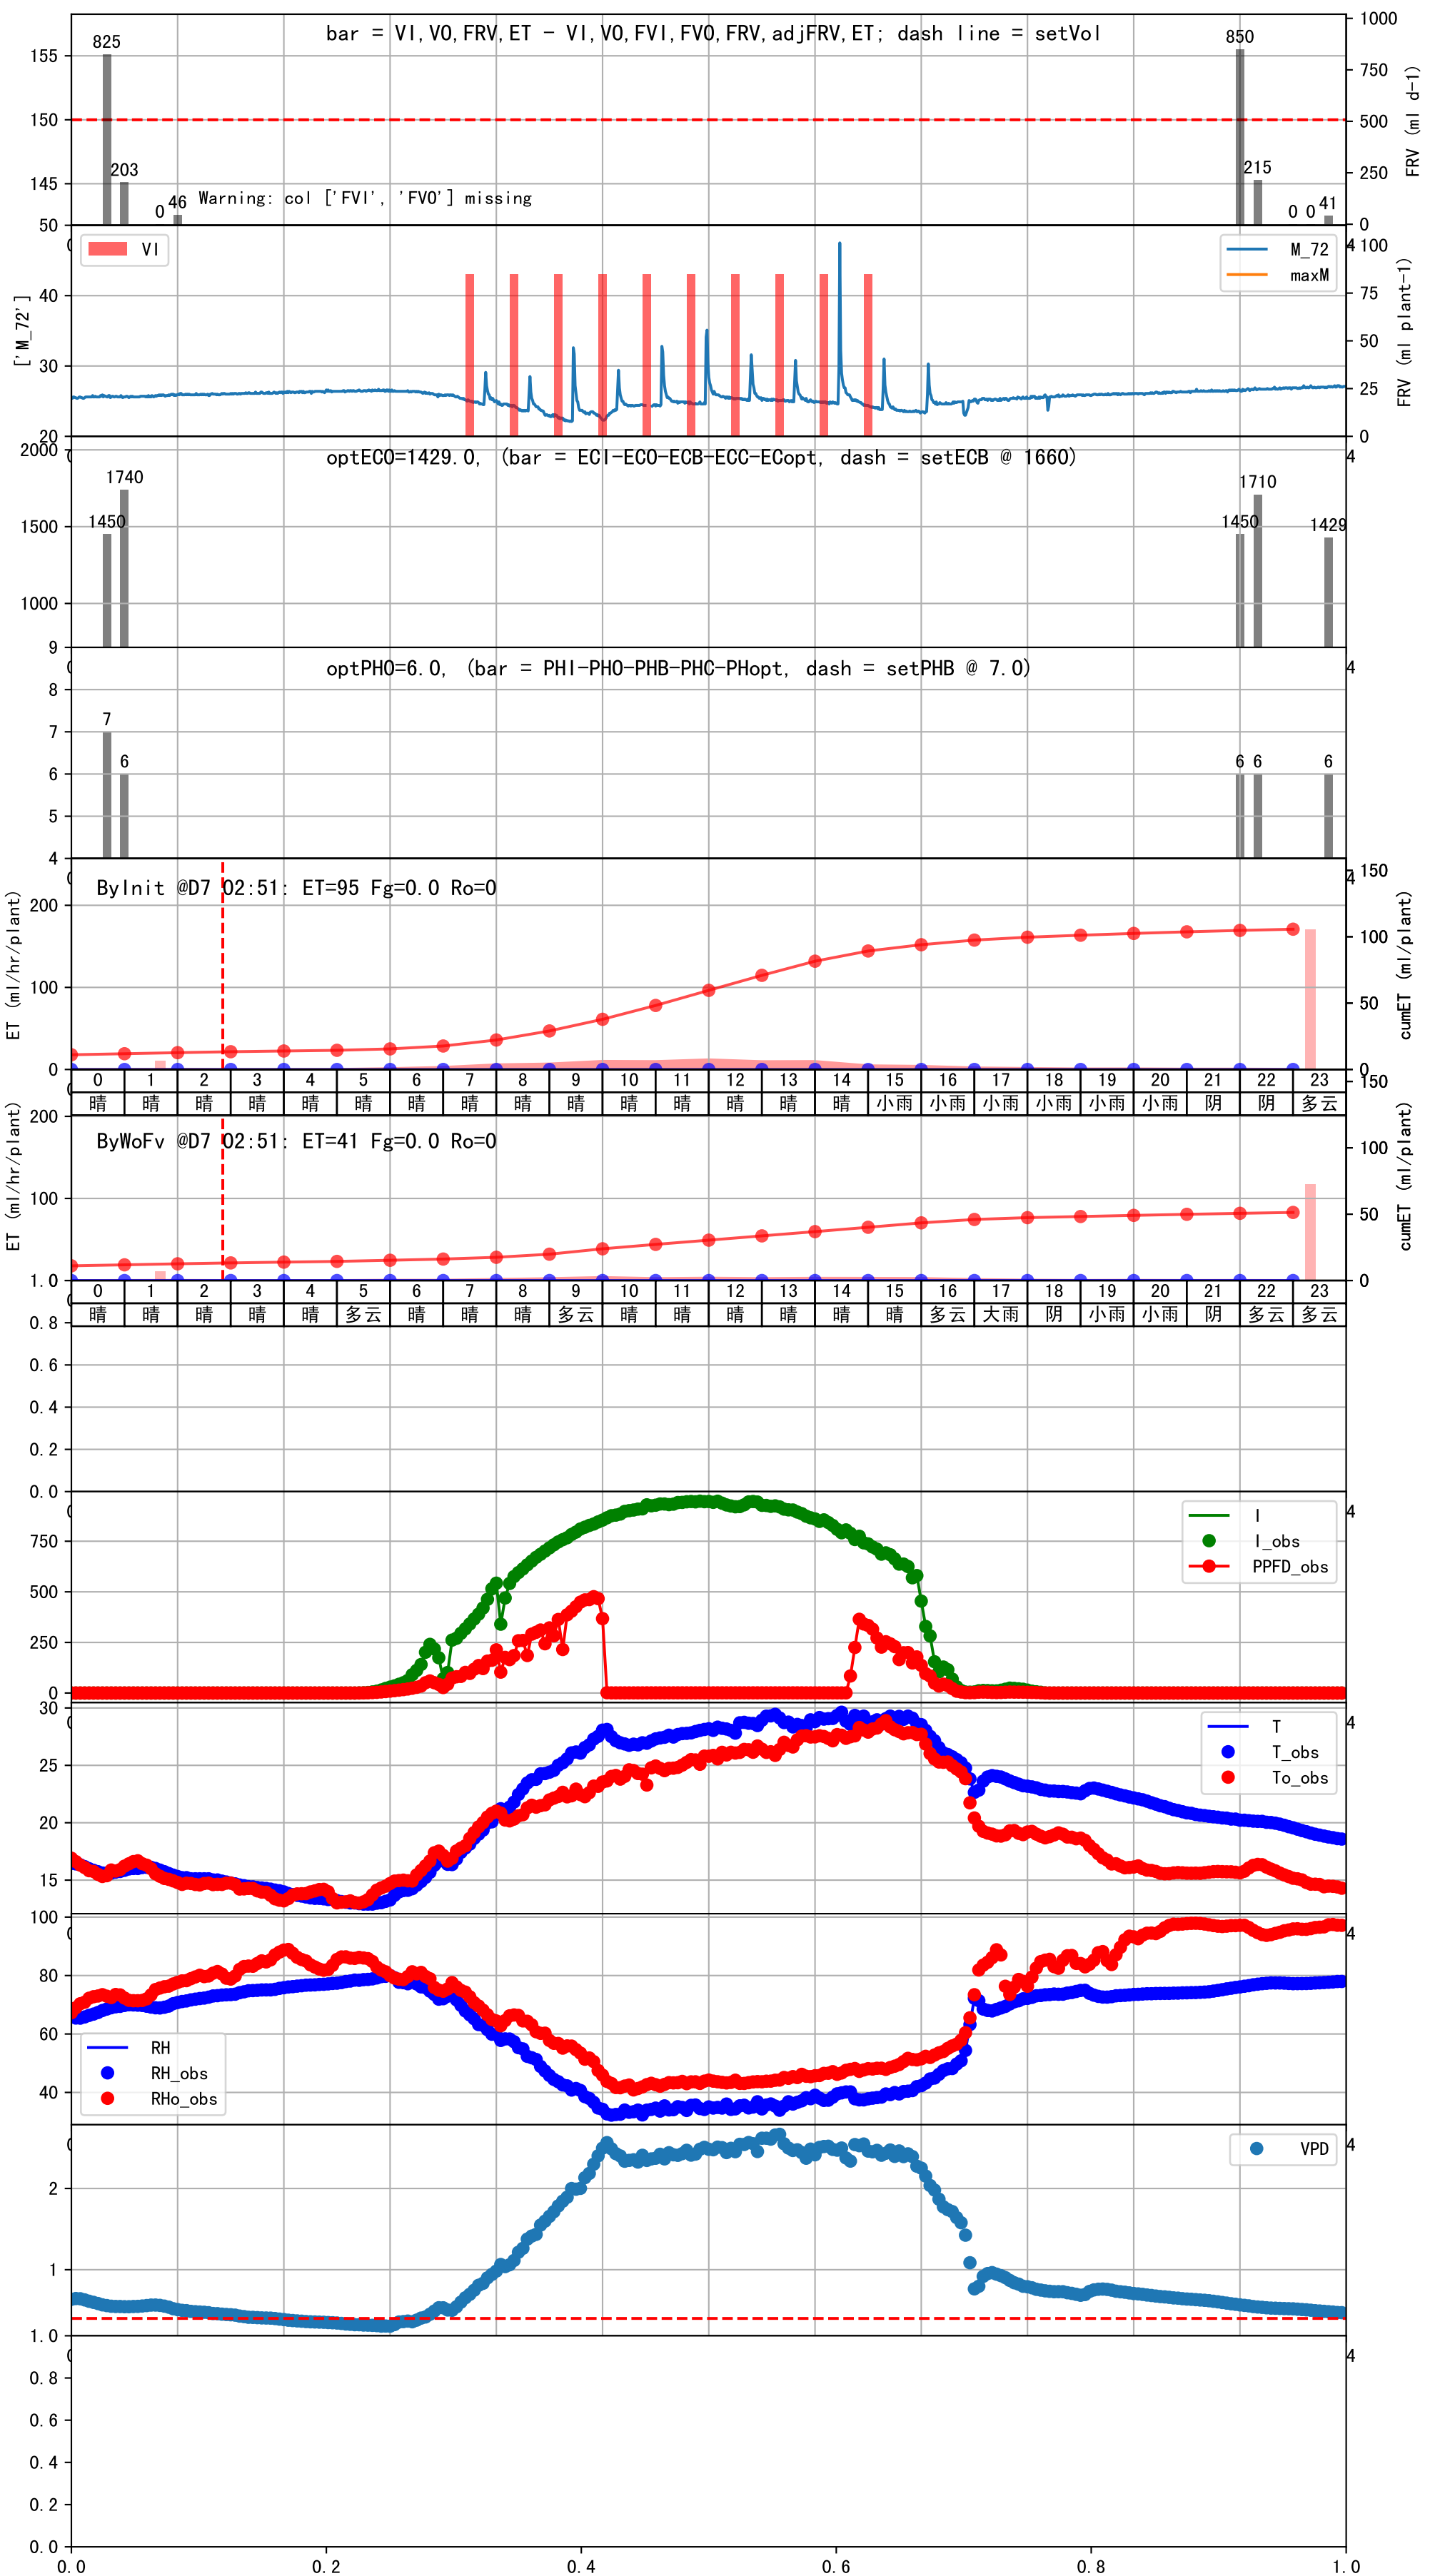 bar = VI,VO,FRV,ET - VI,VO,FVI,FVO,FRV,adjFRV,ET; dash line = setVol
825
203
0
46
850
215
0
0
41
Warning: col ['FVI', 'FVO'] missing
155
150
145
50
1000
750
500
250
0
FRV (ml d-1)
VI
M_72
maxM
['M_72']
40
30
20
100
75
50
25
0
FRV (ml plant-1)
optECO=1429.0, (bar = ECI-ECO-ECB-ECC-ECopt, dash = setECB @ 1660)
2000
1500
1000
9
1450
1740
1450
1710
1429
4
optPHO=6.0, (bar = PHI-PHO-PHB-PHC-PHopt, dash = setPHB @ 7.0)
8
7
6
5
4
7
6
6
6
6
4
ByInit @D7 02:51: ET=95 Fg=0.0 Ro=0
ET (ml/hr/plant)
200
100
0
150
100
50
0
cumET (ml/plant)
0 1 2 3 4 5 6 7 8 9 10 11 12 13 14 15 16 17 18 19 20 21 22 23
晴 晴 晴 晴 晴 晴 晴 晴 晴 晴 晴 晴 晴 晴 晴 小雨 小雨 小雨 小雨 小雨 小雨 阴 阴 多云
ByWoFv @D7 02:51: ET=41 Fg=0.0 Ro=0
ET (ml/hr/plant)
200
100
1.0
150
100
50
0
cumET (ml/plant)
0 1 2 3 4 5 6 7 8 9 10 11 12 13 14 15 16 17 18 19 20 21 22 23
晴 晴 晴 晴 晴 多云 晴 晴 晴 多云 晴 晴 晴 晴 晴 晴 多云 大雨 阴 小雨 小雨 阴 多云 多云
0.8
0.6
0.4
0.2
0.0
I
I_obs
PPFD_obs
750
500
250
0
4
T
T_obs
To_obs
30
25
20
15
4
RH
RH_obs
RHo_obs
100
80
60
40
4
VPD
2
1
4
1.0
0.8
0.6
0.4
0.2
0.0
4
0.0 0.2 0.4 0.6 0.8 1.0